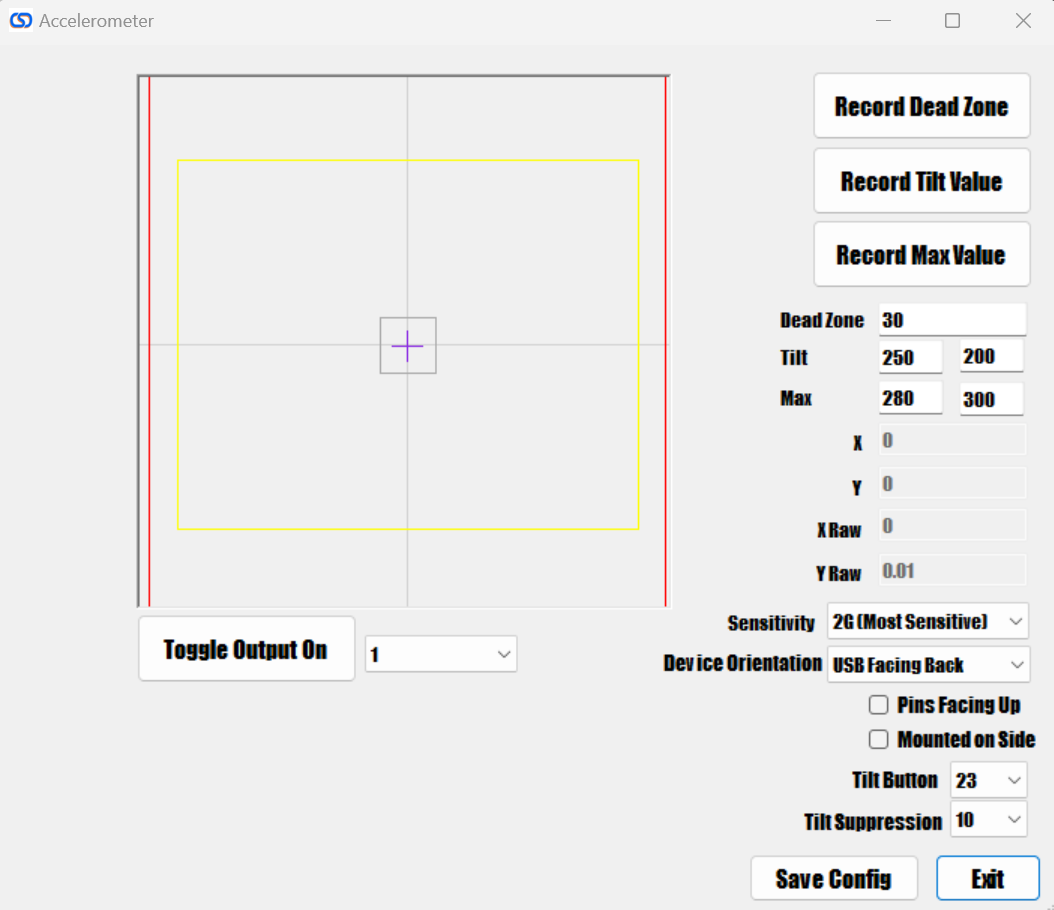 Accelerometer
Record Dead Zone
Record Tilt Value
Record Max Value
Dead Zone 30
Tilt 250 200
Max 280 300
X 0
Y 0
X Raw 0
Y Raw 0.01
Sensitivity 2G (Most Sensitive)
Toggle Output On 1
Device Orientation USB Facing Back
Pins Facing Up
Mounted on Side
Tilt Button 23
Tilt Suppression 10
Save Config Exit